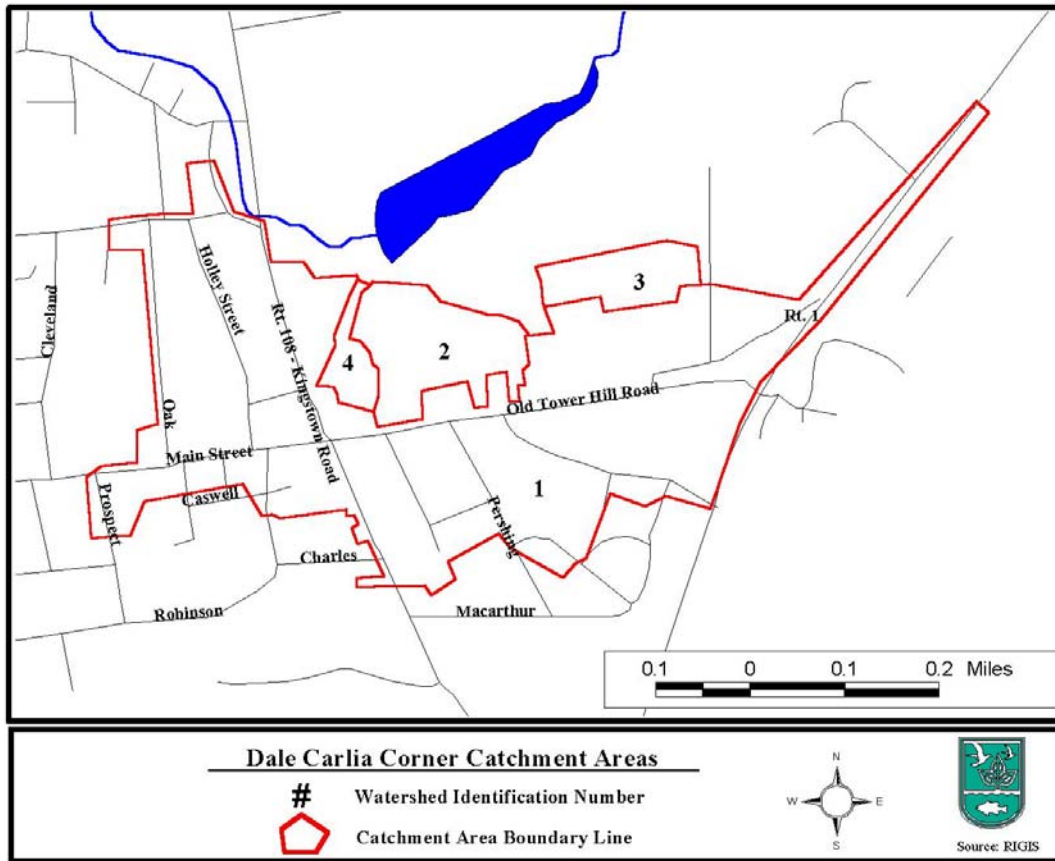 Cleveland
Holley Street
Rt. 108 - Kingstown Road
Oak
Main Street
Prospect
Caswell
Charles
Robinson
Macarthur
Pershing
Old Tower Hill Road
Rt. 1
1
2
3
4
0.1 0 0.1 0.2 Miles
Dale Carlia Corner Catchment Areas
# Watershed Identification Number
Catchment Area Boundary Line
N
W E
S
Source: RIGIS